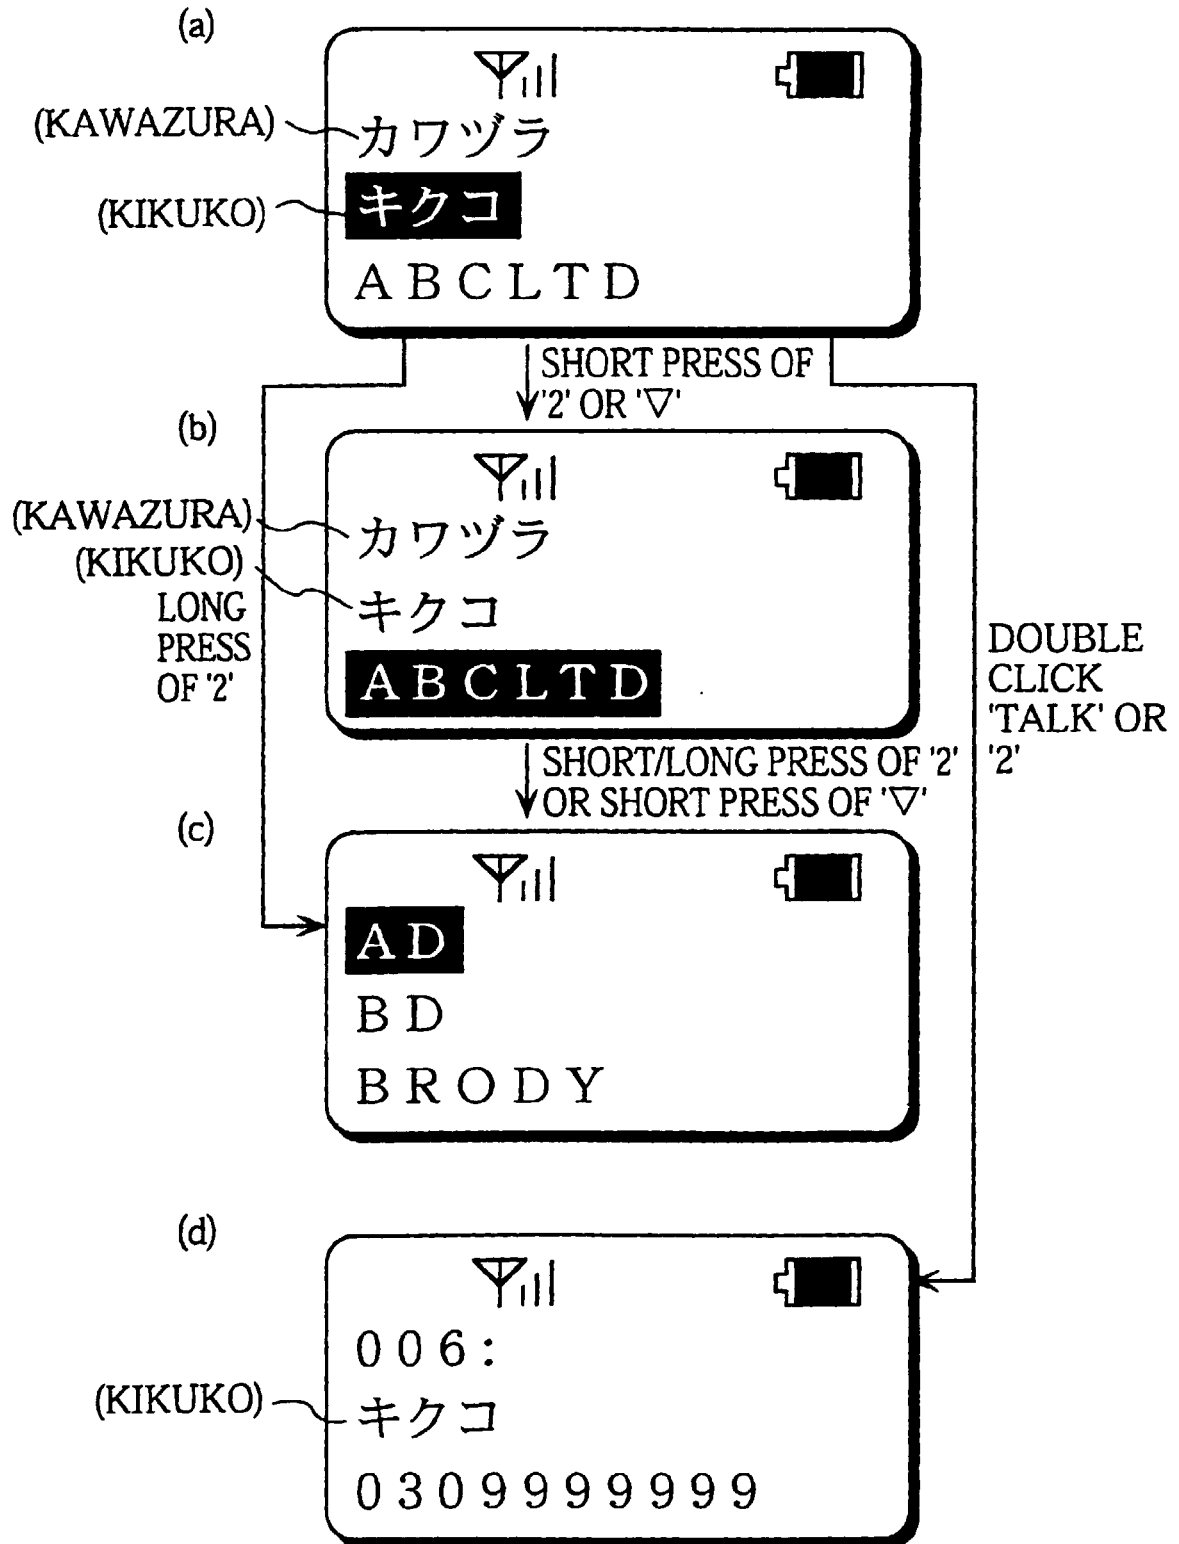 (a)
(KAWAZURA)
カワヅラ
(KIKUKO)
キクコ
ABCLTD
SHORT PRESS OF
'2' OR '▽'
(b)
(KAWAZURA)
カワヅラ
(KIKUKO)
キクコ
LONG
PRESS
OF '2'
ABCLTD
DOUBLE
CLICK
'TALK' OR
'2'
SHORT/LONG PRESS OF '2'
OR SHORT PRESS OF '▽'
(c)
AD
BD
BRODY
(d)
006:
(KIKUKO)
キクコ
0309999999